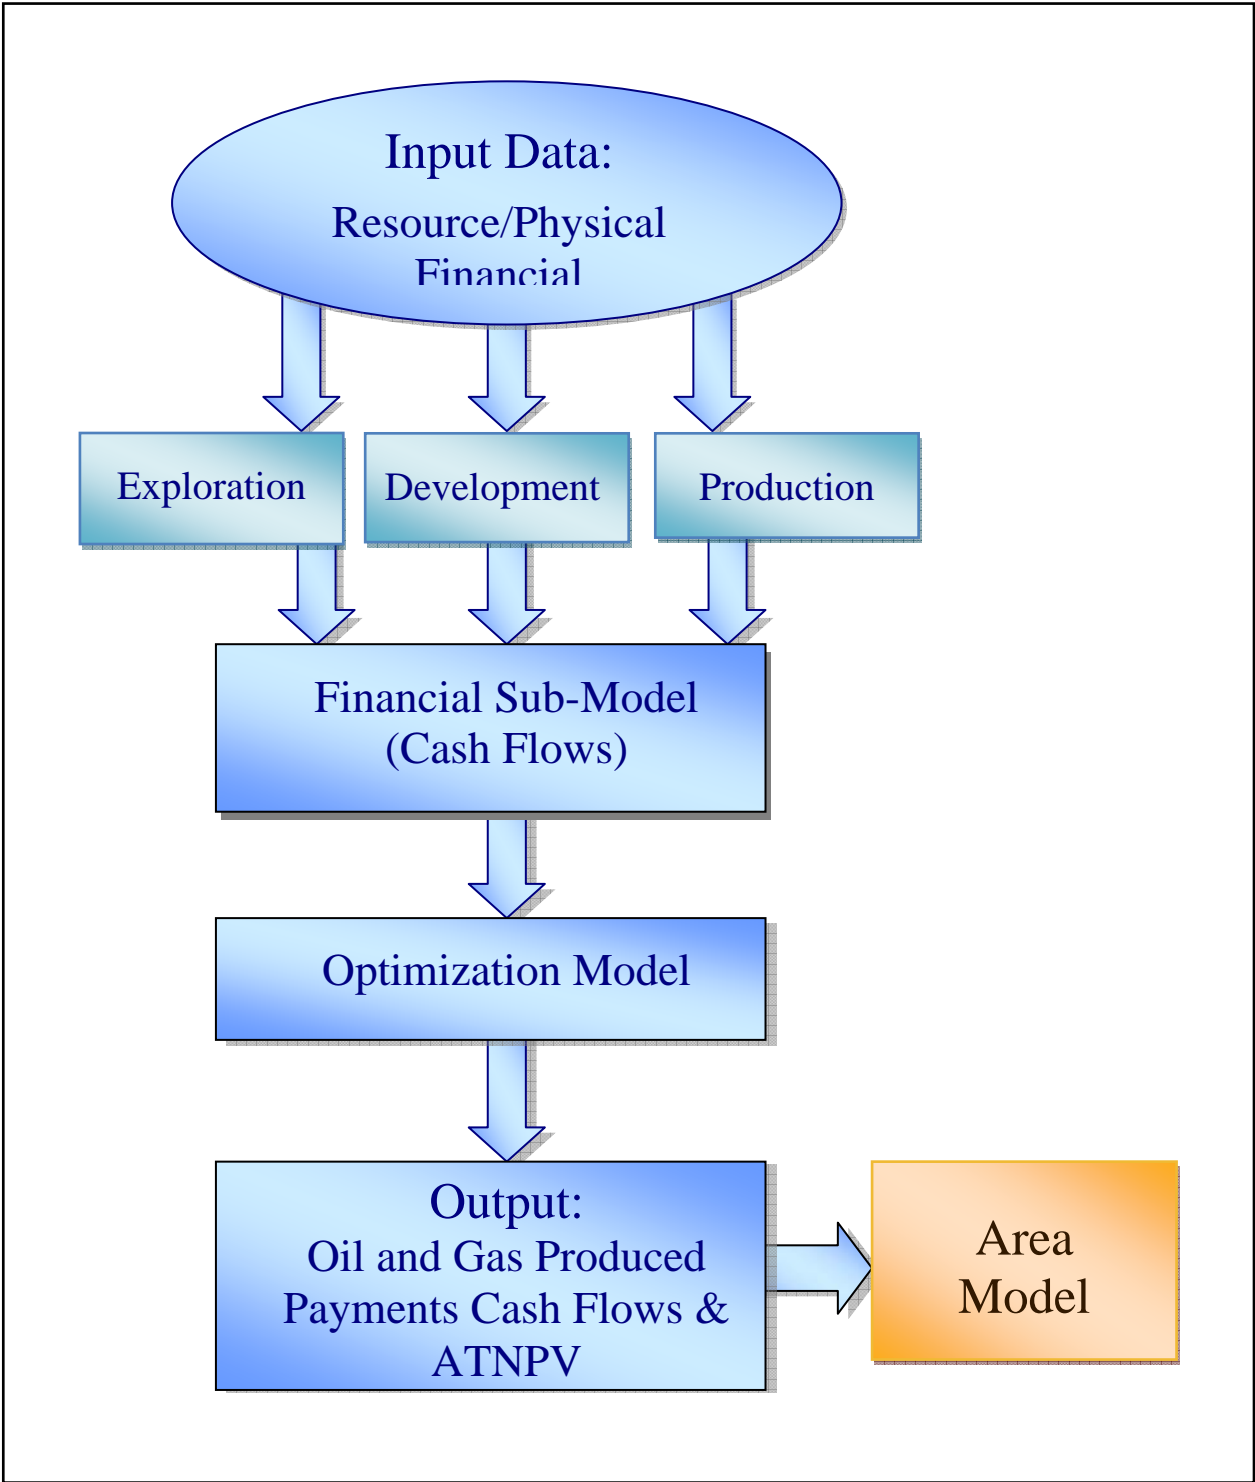 Input Data:
Resource/Physical
Financial
Exploration
Development
Production
Financial Sub-Model
(Cash Flows)
Optimization Model
Output:
Oil and Gas Produced
Payments Cash Flows &
ATNPV
Area
Model